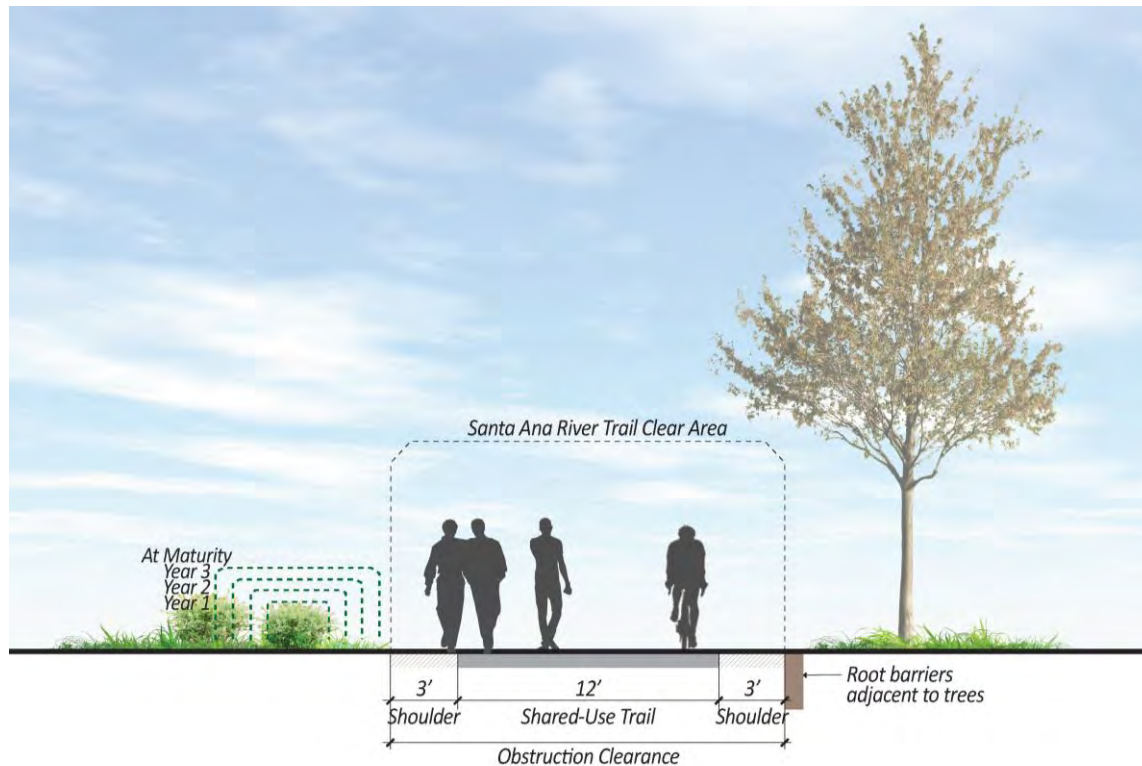 Santa Ana River Trail Clear Area
At Maturity
Year 3
Year 2
Year 1
3’
12’
3’
Shoulder
Shared-Use Trail
Shoulder
Obstruction Clearance
Root barriers
adjacent to trees